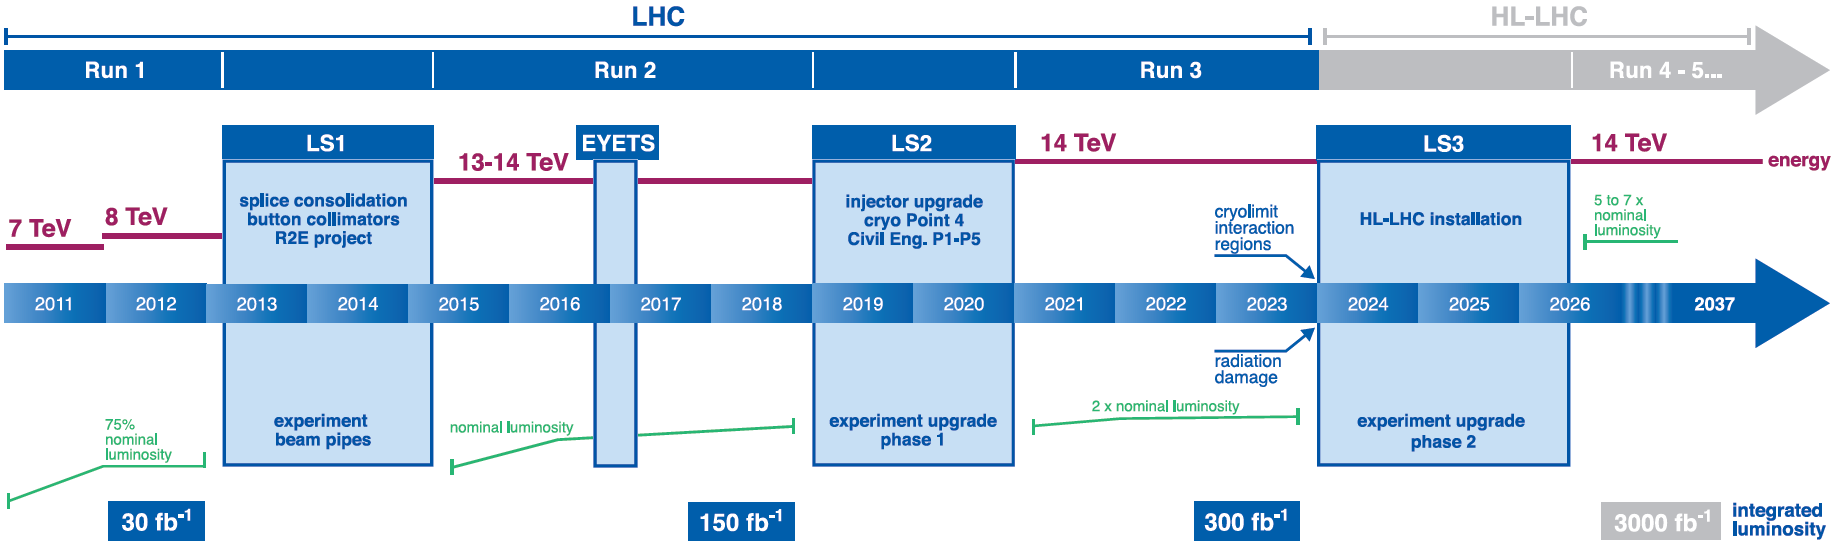 LHC
HL-LHC
Run 1
Run 2
Run 3
Run 4 - 5...
LS1
EYETS
LS2
LS3
7 TeV
8 TeV
13-14 TeV
14 TeV
14 TeV
energy
splice consolidation
button collimators
R2E project
injector upgrade
cryo Point 4
Civil Eng. P1-P5
cryolimit
interaction
regions
HL-LHC installation
5 to 7 x
nominal
luminosity
2011
2012
2013
2014
2015
2016
2017
2018
2019
2020
2021
2022
2023
2024
2025
2026
2037
radiation
damage
75%
nominal
luminosity
experiment
beam pipes
nominal luminosity
experiment upgrade
phase 1
2 x nominal luminosity
experiment upgrade
phase 2
30 fb⁻¹
150 fb⁻¹
300 fb⁻¹
3000 fb⁻¹
integrated
luminosity